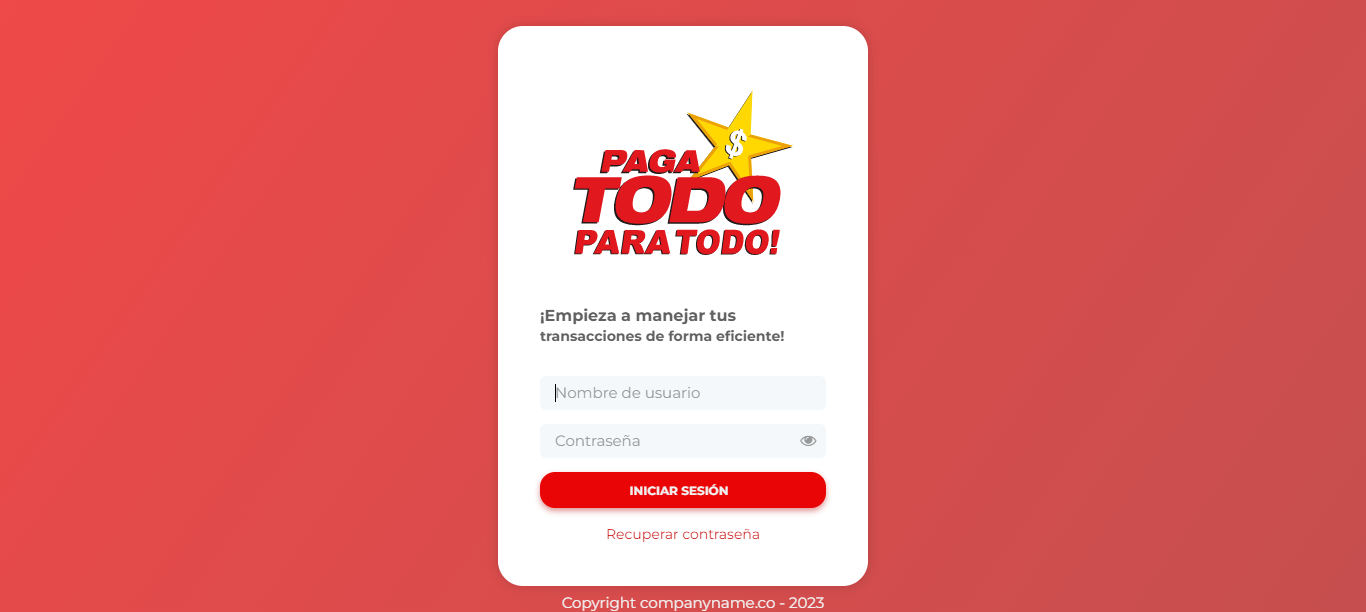 $
PAGA
TODO
PARA TODO!
¡Empieza a manejar tus
transacciones de forma eficiente!
Nombre de usuario
Contraseña
INICIAR SESIÓN
Recuperar contraseña
Copyright companyname.co - 2023